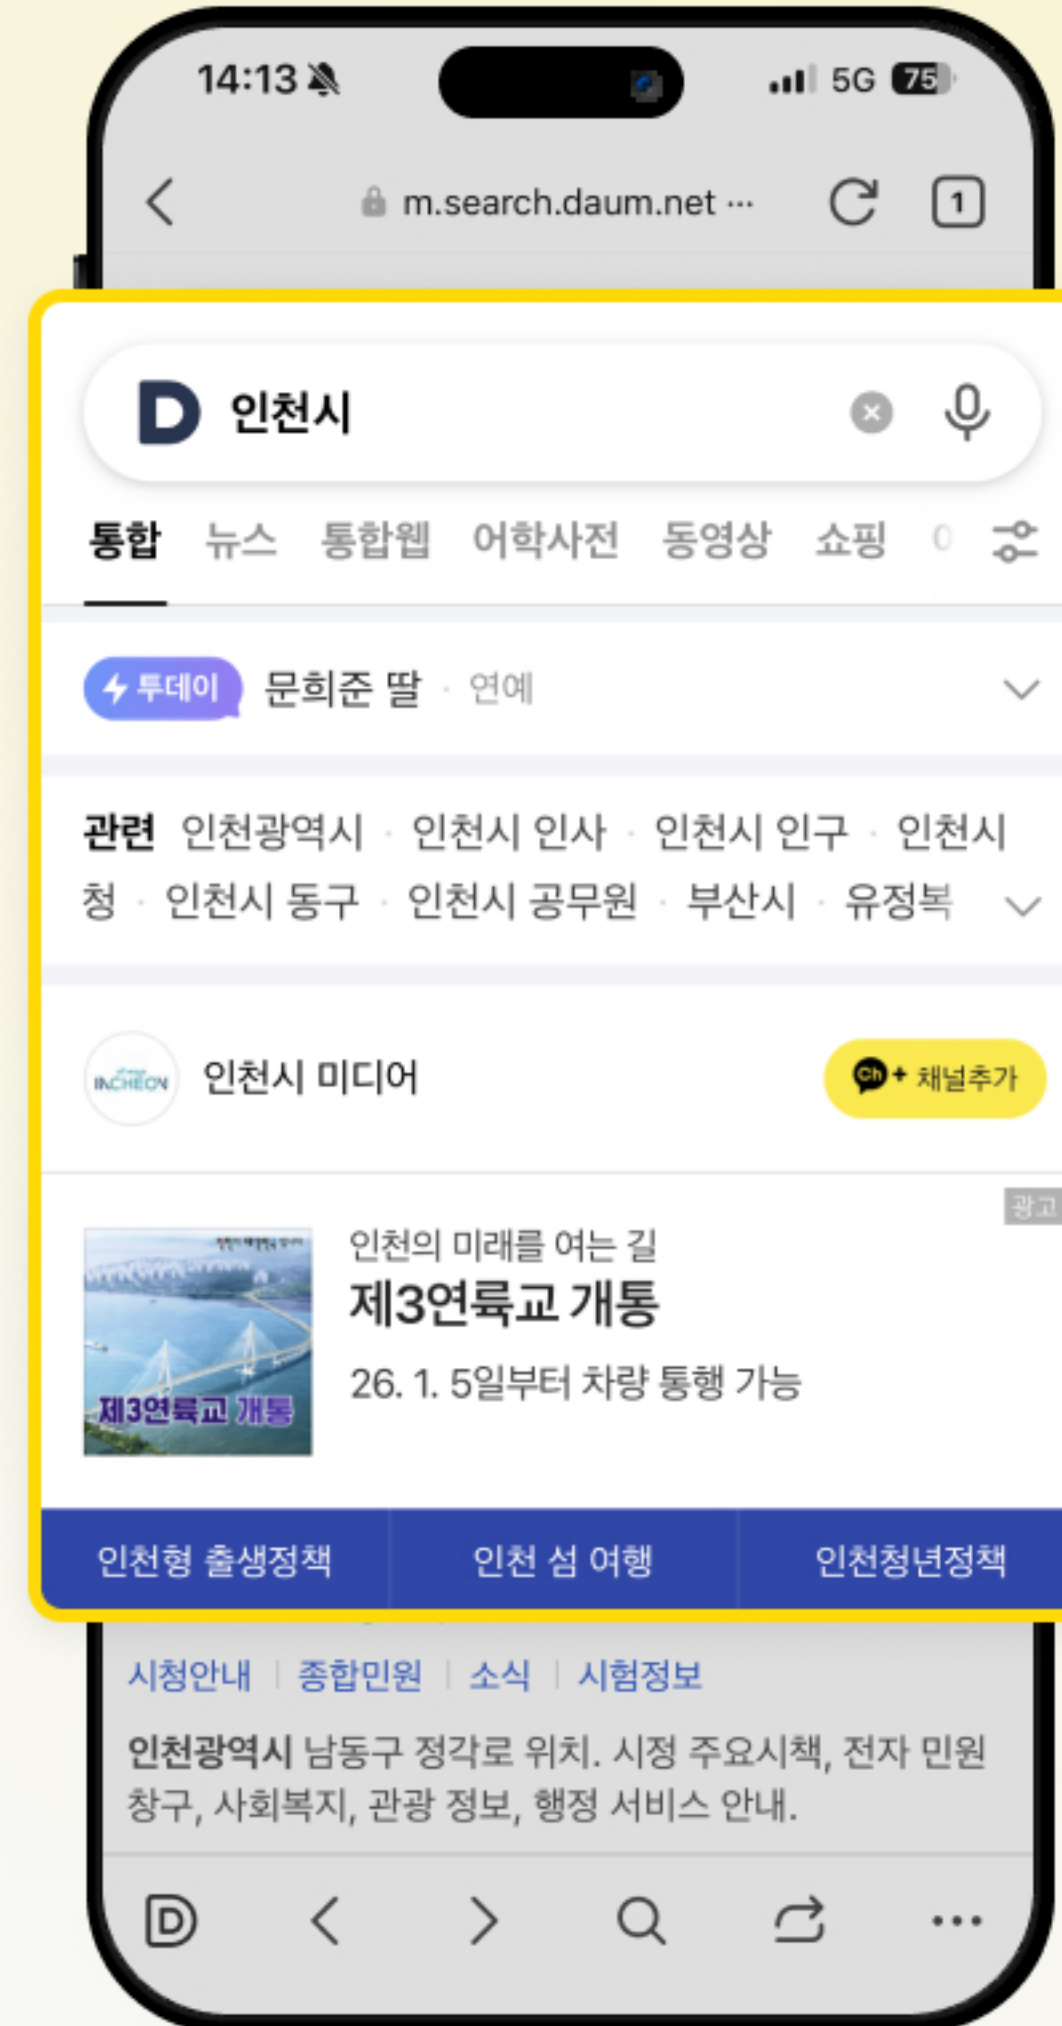 14:13 5G 75
m.search.daum.net ··· 1
D 인천시
통합 뉴스 통합웹 어학사전 동영상 쇼핑
투데이 문희준 딸 · 연예
관련 인천광역시 · 인천시 인사 · 인천시 인구 · 인천시
청 · 인천시 동구 · 인천시 공무원 · 부산시 · 유정복
INCHEON 인천시 미디어 Ch+ 채널추가
광고
인천의 미래를 여는 길
제3연륙교 개통
26. 1. 5일부터 차량 통행 가능
제3연륙교 개통
인천형 출생정책 인천 섬 여행 인천청년정책
시청안내 | 종합민원 | 소식 | 시험정보
인천광역시 남동구 정각로 위치. 시정 주요시책, 전자 민원
창구, 사회복지, 관광 정보, 행정 서비스 안내.
D